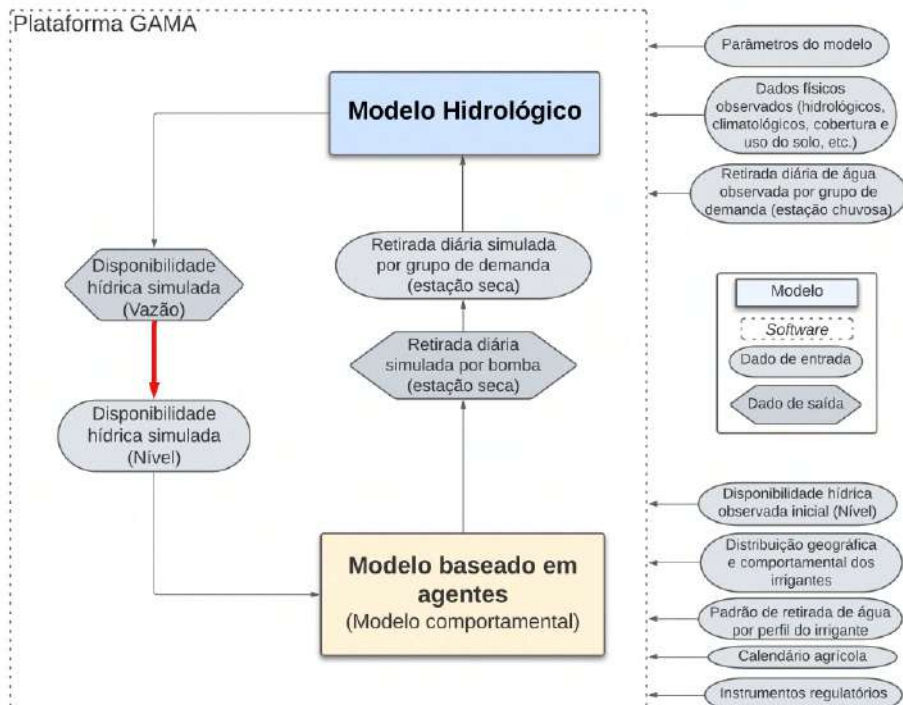 Plataforma GAMA
Modelo Hidrológico
Disponibilidade
hídrica simulada
(Vazão)
Disponibilidade
hídrica simulada
(Nível)
Retirada diária simulada
por grupo de demanda
(estação seca)
Retirada diária
simulada por bomba
(estação seca)
Modelo baseado em
agentes
(Modelo comportamental)
Parâmetros do modelo
Dados físicos
observados (hidrológicos,
climatológicos, cobertura e
uso do solo, etc.)
Retirada diária de água
observada por grupo de
demanda (estação chuvosa)
Modelo
Software
Dado de entrada
Dado de saída
Disponibilidade hídrica
observada inicial (Nível)
Distribuição geográfica
e comportamental dos
irrigantes
Padrão de retirada de água
por perfil do irrigante
Calendário agrícola
Instrumentos regulatórios